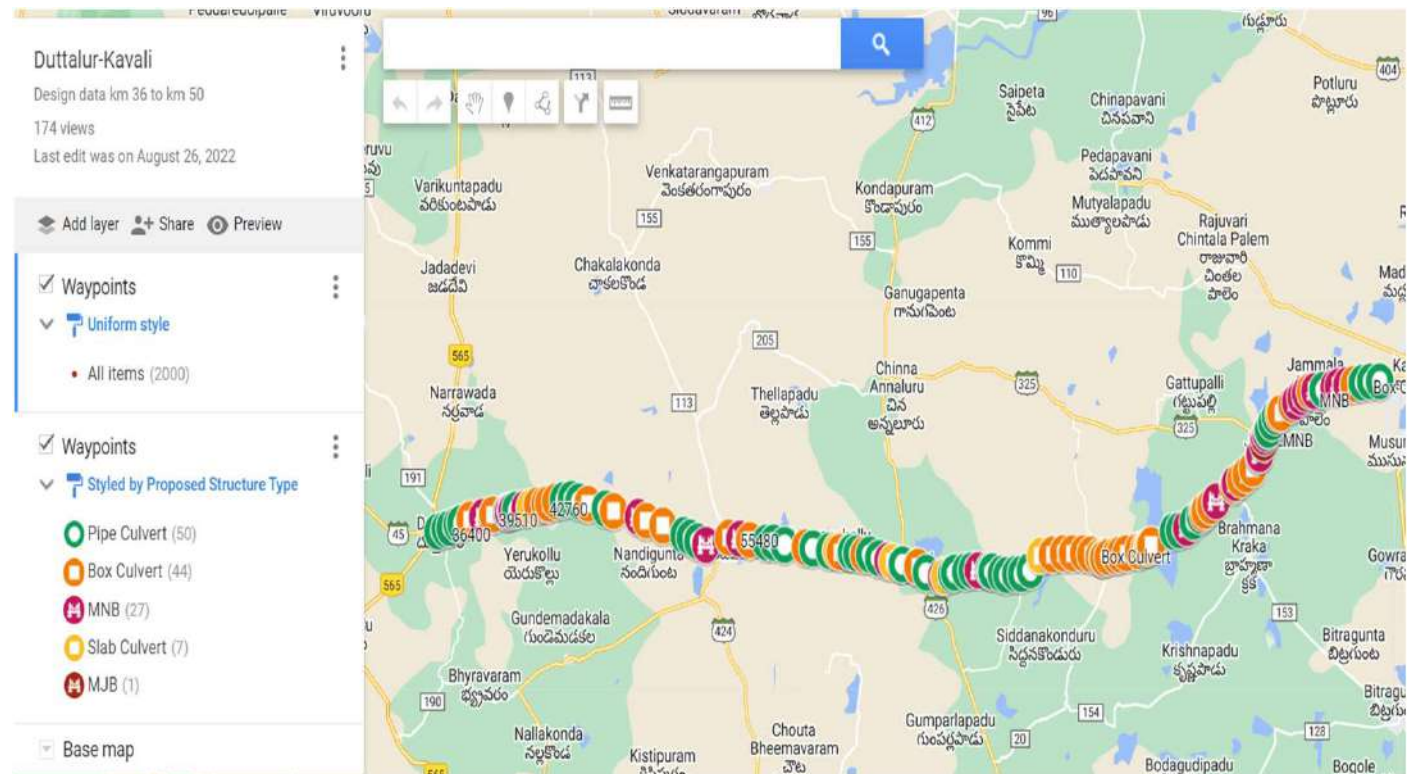 Duttalur-Kavali
Design data km 36 to km 50
174 views
Last edit was on August 26, 2022
Add layer
Share
Preview
Waypoints
Uniform style
All items (2000)
Waypoints
Styled by Proposed Structure Type
Pipe Culvert (50)
Box Culvert (44)
MNB (27)
Slab Culvert (7)
MJB (1)
Base map
113
96
గుడ్లూరు
404
Potluru
పొట్లూరు
Saipeta
సైపేట
Chinapavani
చినపవాని
412
Pedapavani
పెదపావని
Venkatarangapuram
వెంకతరంగాపురం
Varikuntapadu
వరికుంటపాడు
Kondapuram
కొండాపురం
Mutyalapadu
ముత్యాలపాడు
155
155
Rajuvari
Chintala Palem
రాజువారి
చింతల
పాలెం
Kommi
కొమ్మి
110
Jadadevi
జడదేవి
Chakalakonda
చాకలకొండ
Ganugapenta
గానుగపెంట
205
565
Chinna
Annaluru
చిన
అన్నలూరు
325
Jammala
Narrawada
నర్రవాడ
113
Thellapadu
తెల్లపాడు
Gattupalli
గట్టుపల్లి
325
MNB
పాలెం
MNB
191
45
36400
39510
42760
55480
Yerukollu
యెరుకొల్లు
Nandigunta
నందిగుంట
Box Culvert
Brahmana
Kraka
బ్రాహ్మణా
క్రక
565
426
153
Gundemadakala
గుండెమడకల
424
Siddanakonduru
సిద్దనకొండురు
Krishnapadu
కృష్ణపాడు
Bitragunta
బిట్రగుంట
Bhyravaram
భ్య్రవరం
190
154
Nallakonda
నల్లకొండ
Chouta
Bheemavaram
చౌట
Gumparlapadu
గుంపర్లపాడు
20
128
Kistipuram
Bodagudipadu
Bogole
565